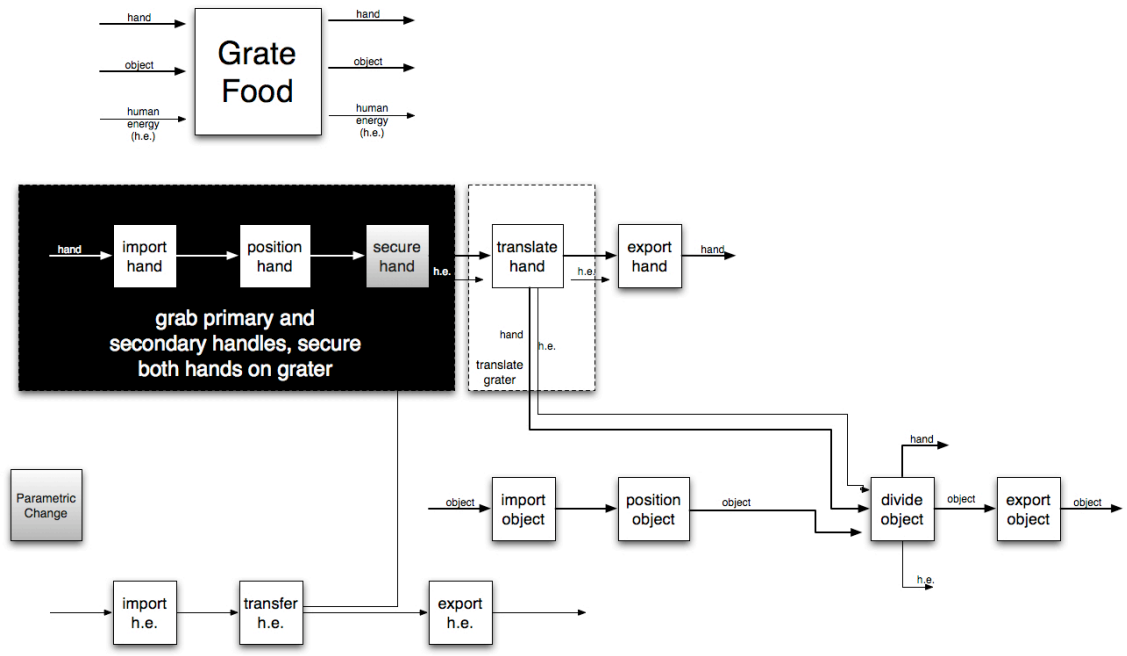 hand
hand
Grate
Food
object
object
human
energy
(h.e.)
human
energy
(h.e.)
hand
import
hand
position
hand
secure
hand
h.e.
translate
hand
h.e.
export
hand
hand
grab primary and
secondary handles, secure
both hands on grater
hand
h.e.
translate
grater
Parametric
Change
object
import
object
position
object
object
hand
divide
object
object
export
object
object
h.e.
import
h.e.
transfer
h.e.
export
h.e.